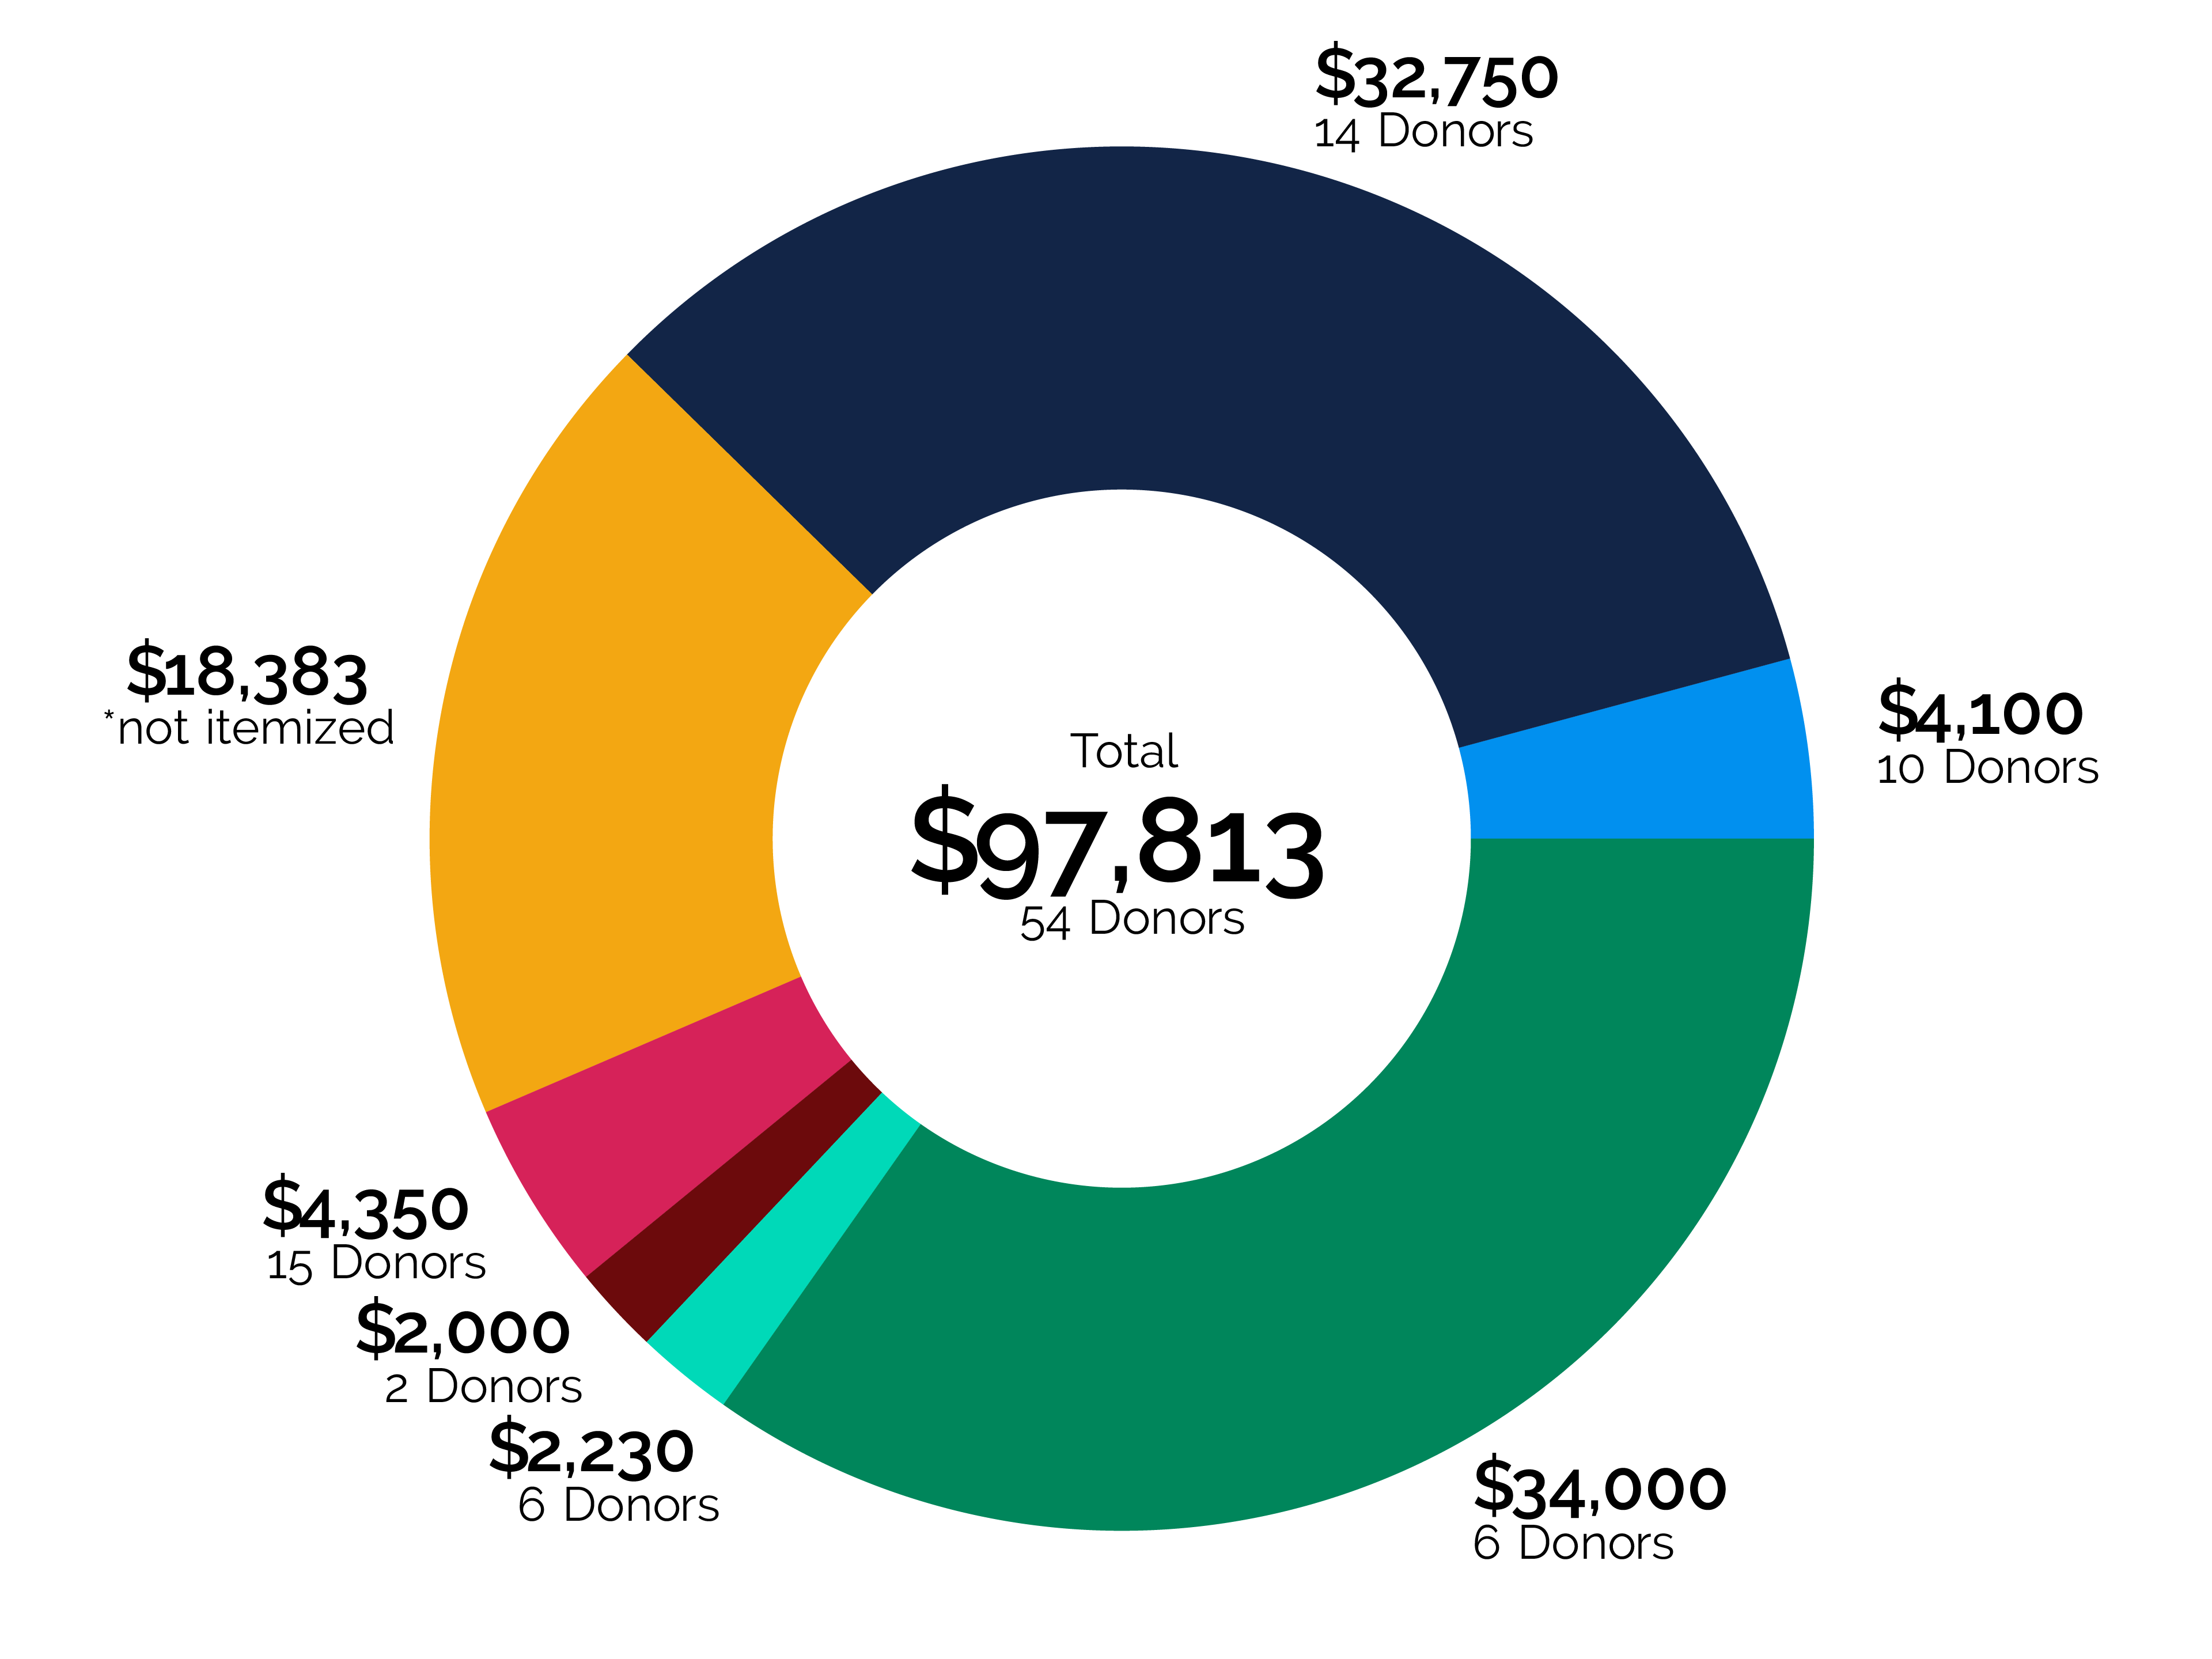 $32,750
14 Donors
$18,383
*not itemized
$4,100
10 Donors
Total
$97,813
54 Donors
$4,350
15 Donors
$2,000
2 Donors
$2,230
6 Donors
$34,000
6 Donors